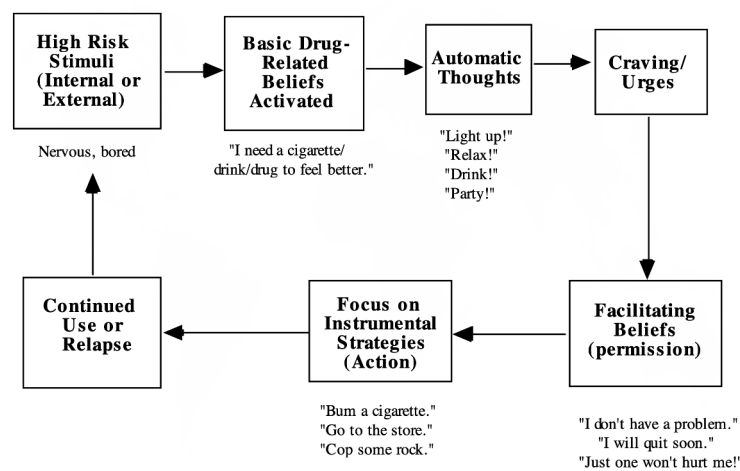 High Risk
Stimuli
(Internal or
External)
Nervous, bored
Basic Drug-
Related
Beliefs
Activated
"I need a cigarette/
drink/drug to feel better."
Automatic
Thoughts
"Light up!"
"Relax!"
"Drink!"
"Party!"
Craving/
Urges
Facilitating
Beliefs
(permission)
"I don't have a problem."
"I will quit soon."
"Just one won't hurt me!'
Focus on
Instrumental
Strategies
(Action)
"Bum a cigarette."
"Go to the store."
"Cop some rock."
Continued
Use or
Relapse